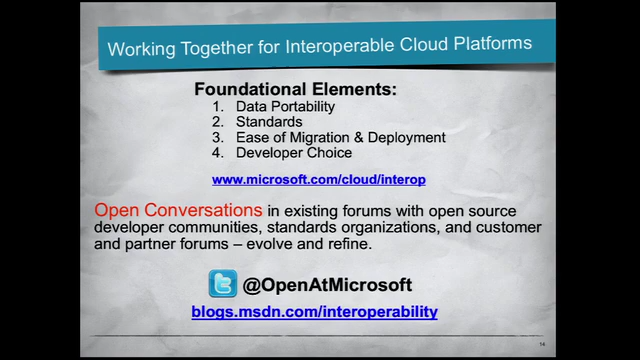 Working Together for Interoperable Cloud Platforms
Foundational Elements:
1. Data Portability
2. Standards
3. Ease of Migration & Deployment
4. Developer Choice
www.microsoft.com/cloud/interop
Open Conversations in existing forums with open source
developer communities, standards organizations, and customer
and partner forums – evolve and refine.
@OpenAtMicrosoft
blogs.msdn.com/interoperability
14